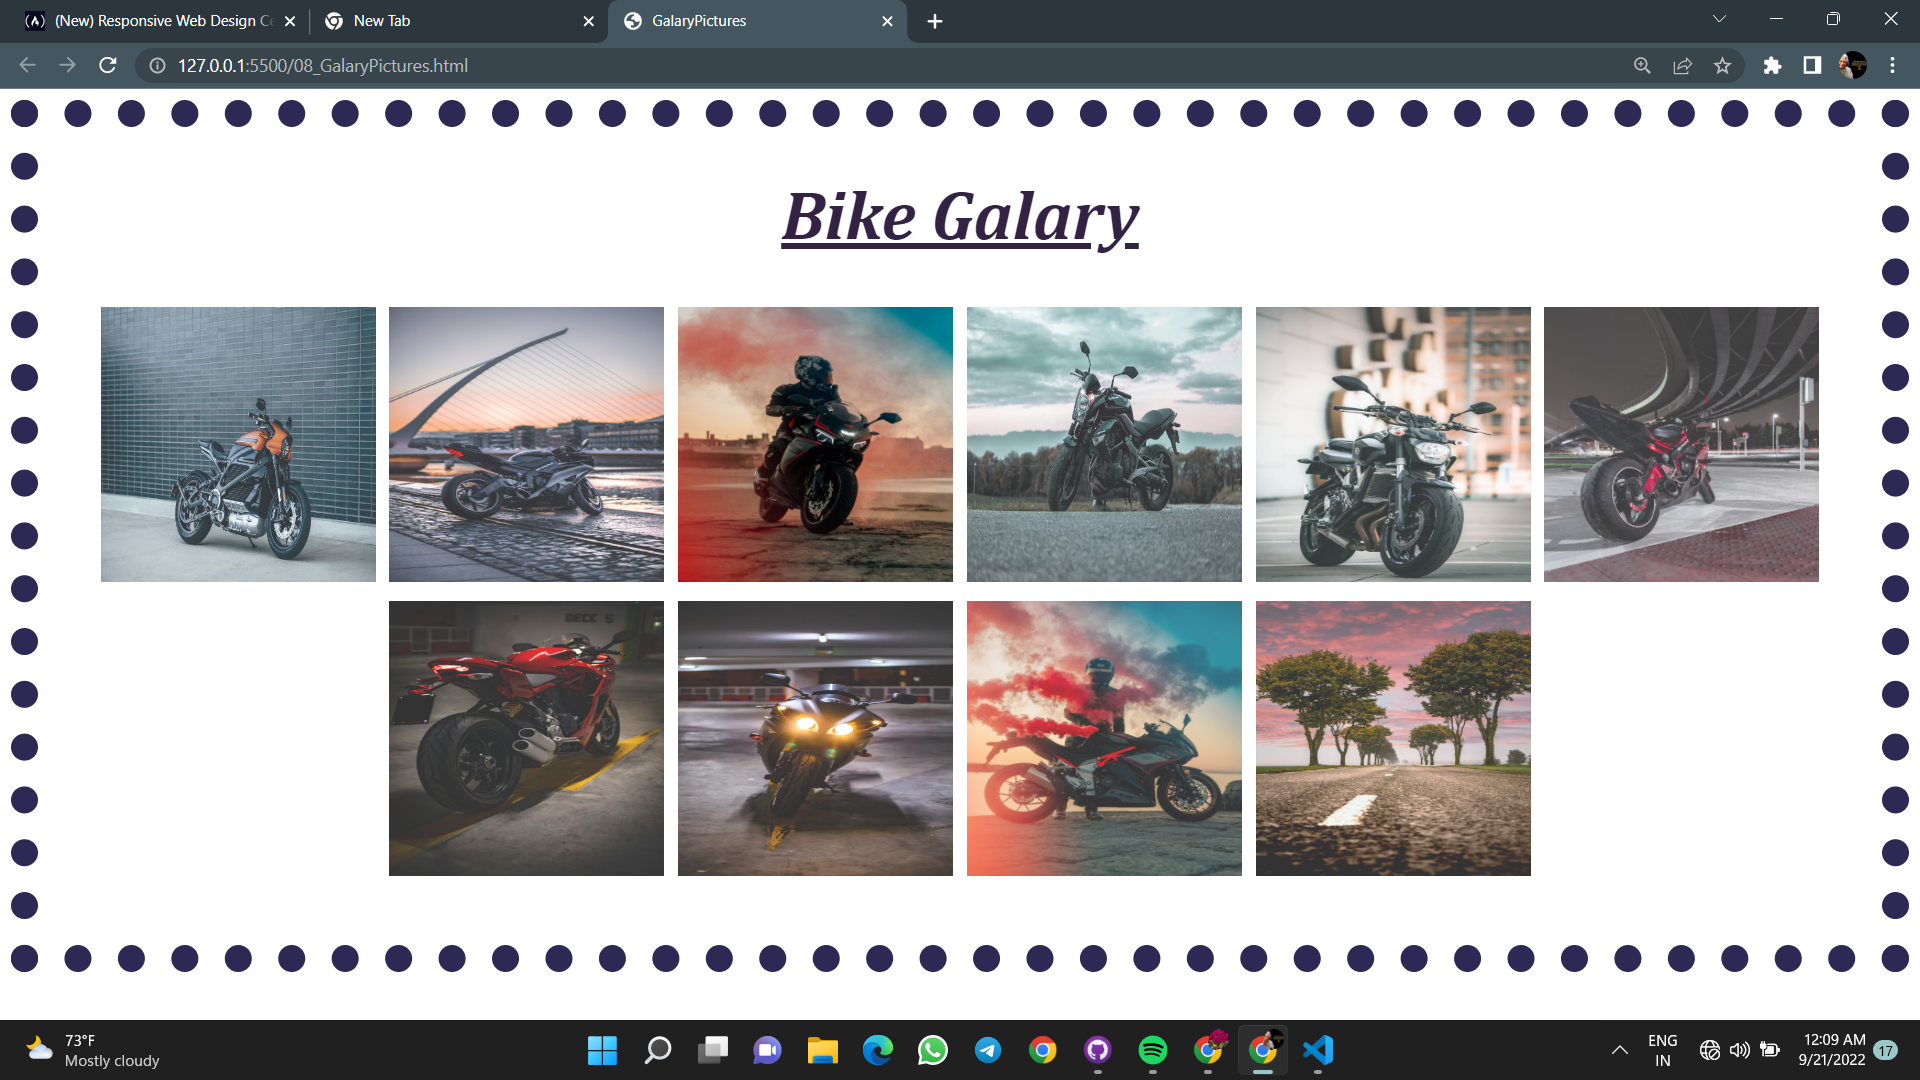 (New) Responsive Web Design Ce
New Tab
GalaryPictures
127.0.0.1:5500/08_GalaryPictures.html
Bike Galary
DECK 5
73°F
Mostly cloudy
ENG
IN
12:09 AM
9/21/2022
17